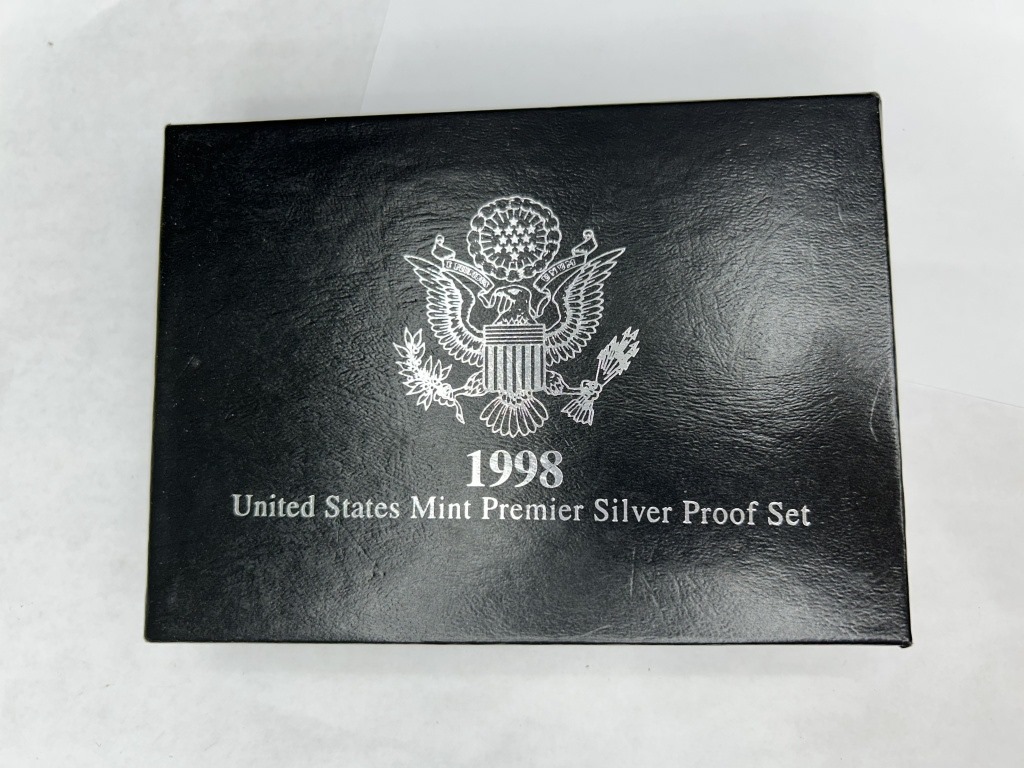 1998
United States Mint Premier Silver Proof Set